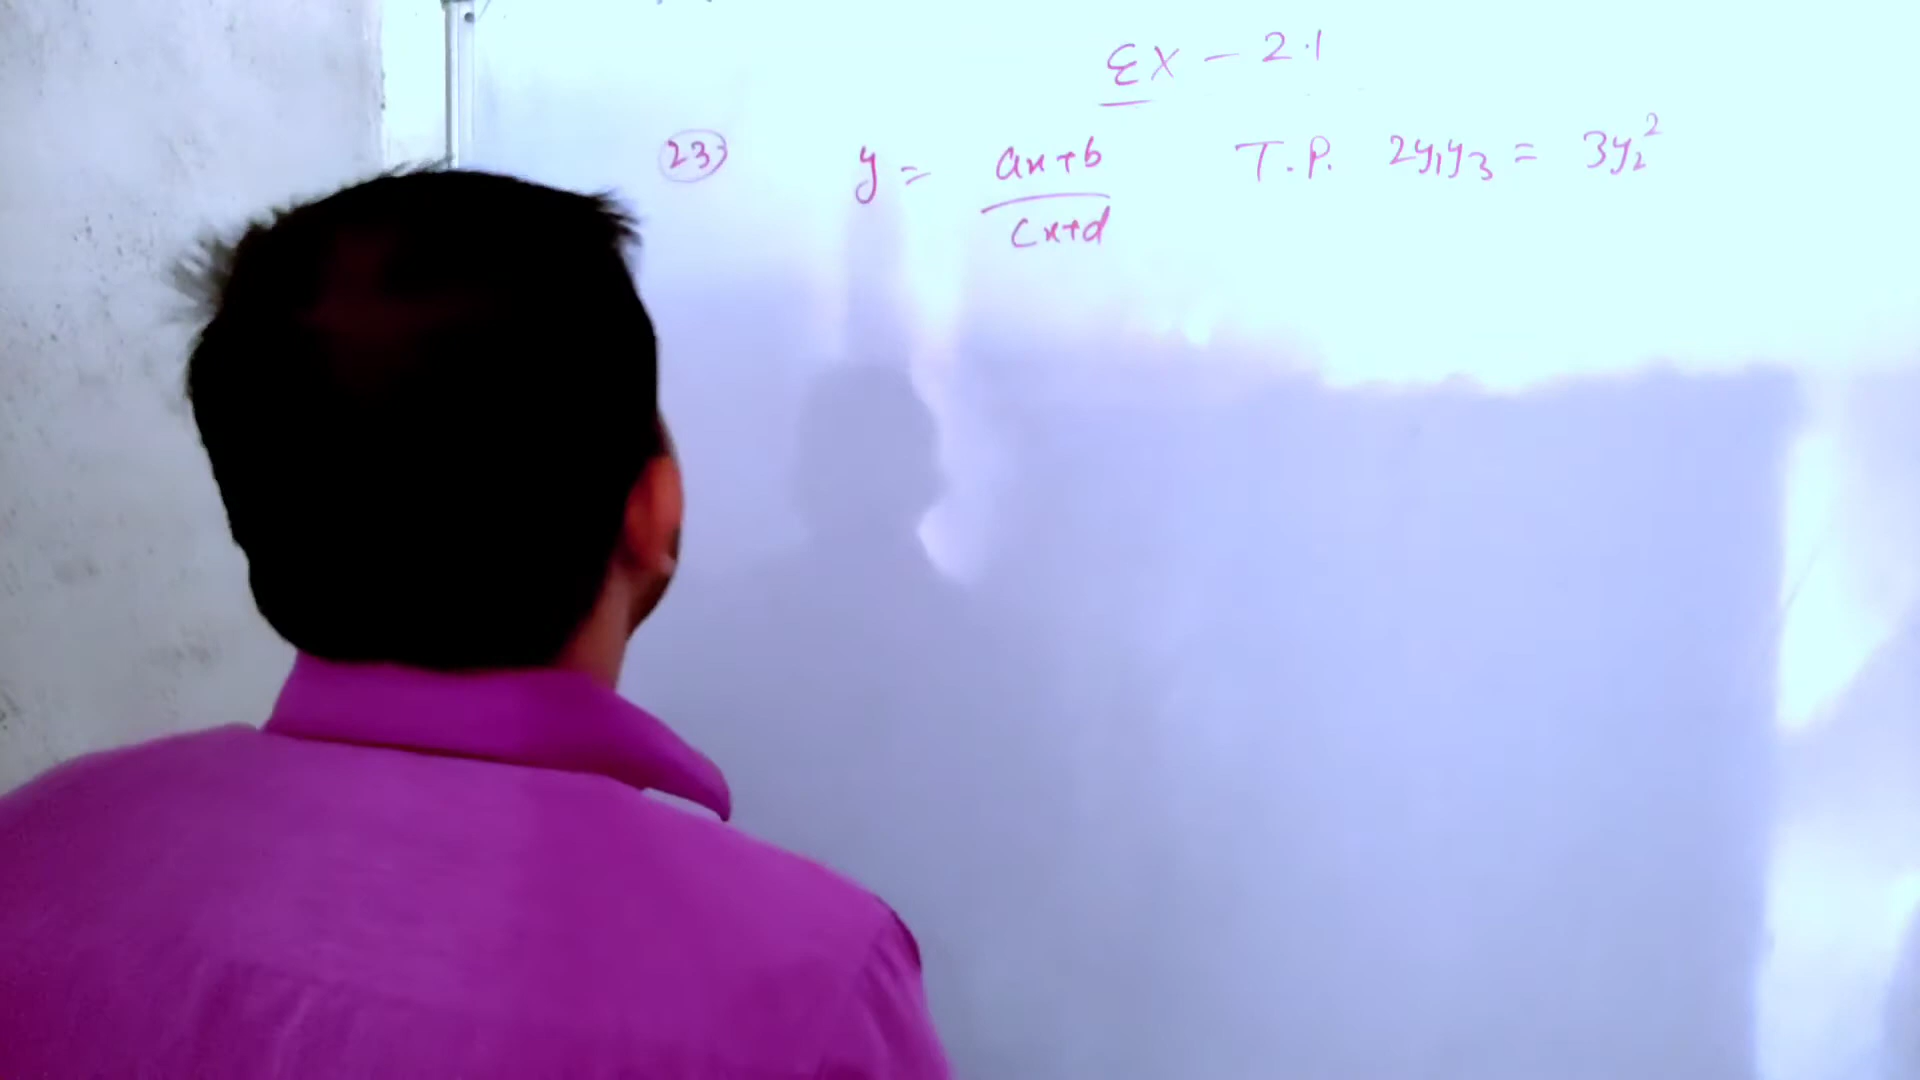 Ex - 2.1
23) y = ax+b / cx+d T.P. 2y₁y₃ = 3y₂²